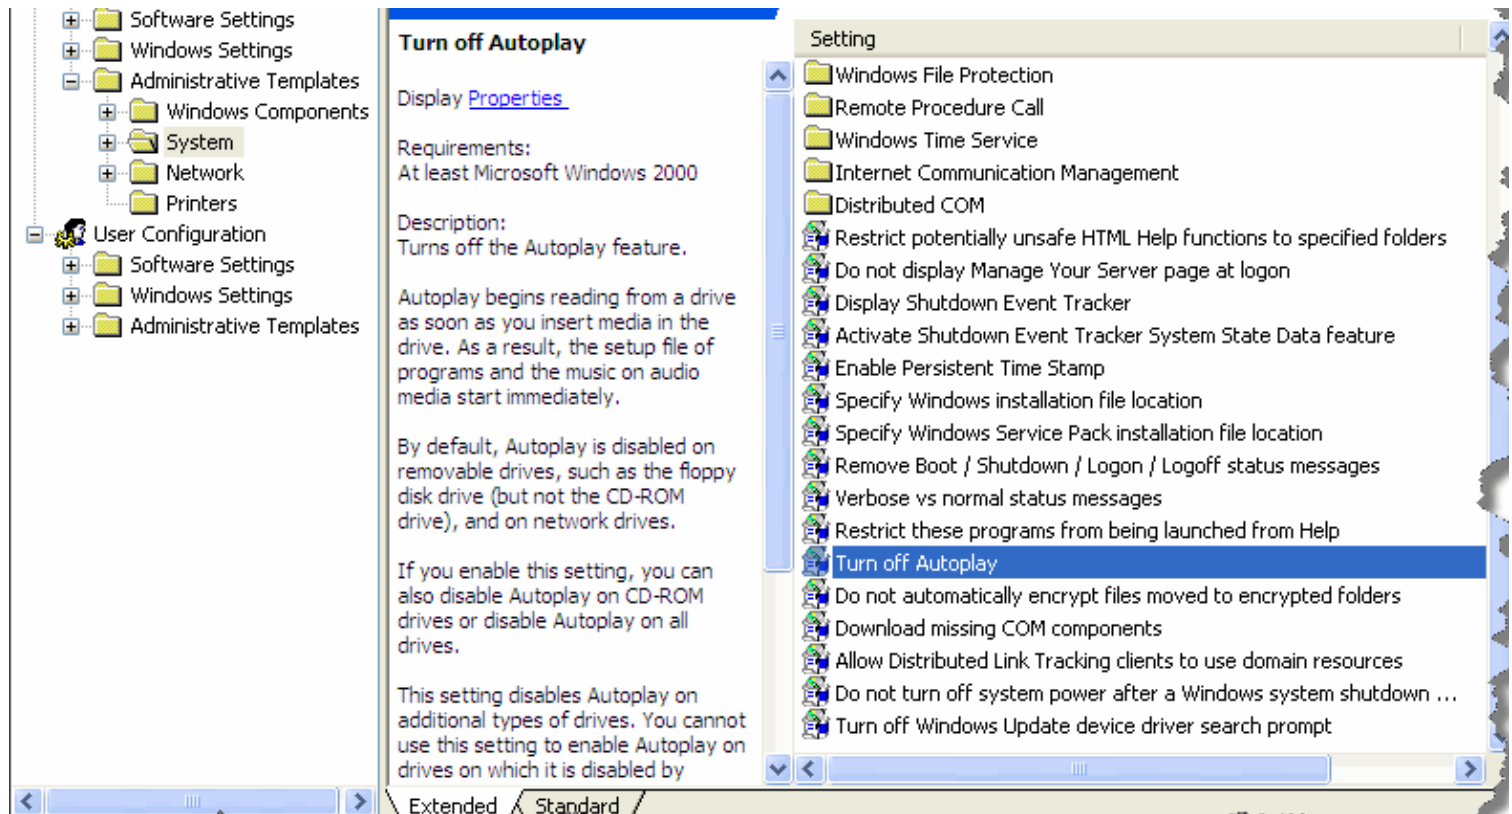 Software Settings
Windows Settings
Administrative Templates
Windows Components
System
Network
Printers
User Configuration
Software Settings
Windows Settings
Administrative Templates
Turn off Autoplay
Display Properties
Requirements:
At least Microsoft Windows 2000
Description:
Turns off the Autoplay feature.
Autoplay begins reading from a drive
as soon as you insert media in the
drive. As a result, the setup file of
programs and the music on audio
media start immediately.
By default, Autoplay is disabled on
removable drives, such as the floppy
disk drive (but not the CD-ROM
drive), and on network drives.
If you enable this setting, you can
also disable Autoplay on CD-ROM
drives or disable Autoplay on all
drives.
This setting disables Autoplay on
additional types of drives. You cannot
use this setting to enable Autoplay on
drives on which it is disabled by
Extended
Standard
Setting
Windows File Protection
Remote Procedure Call
Windows Time Service
Internet Communication Management
Distributed COM
Restrict potentially unsafe HTML Help functions to specified folders
Do not display Manage Your Server page at logon
Display Shutdown Event Tracker
Activate Shutdown Event Tracker System State Data feature
Enable Persistent Time Stamp
Specify Windows installation file location
Specify Windows Service Pack installation file location
Remove Boot / Shutdown / Logon / Logoff status messages
Verbose vs normal status messages
Restrict these programs from being launched from Help
Turn off Autoplay
Do not automatically encrypt files moved to encrypted folders
Download missing COM components
Allow Distributed Link Tracking clients to use domain resources
Do not turn off system power after a Windows system shutdown ...
Turn off Windows Update device driver search prompt